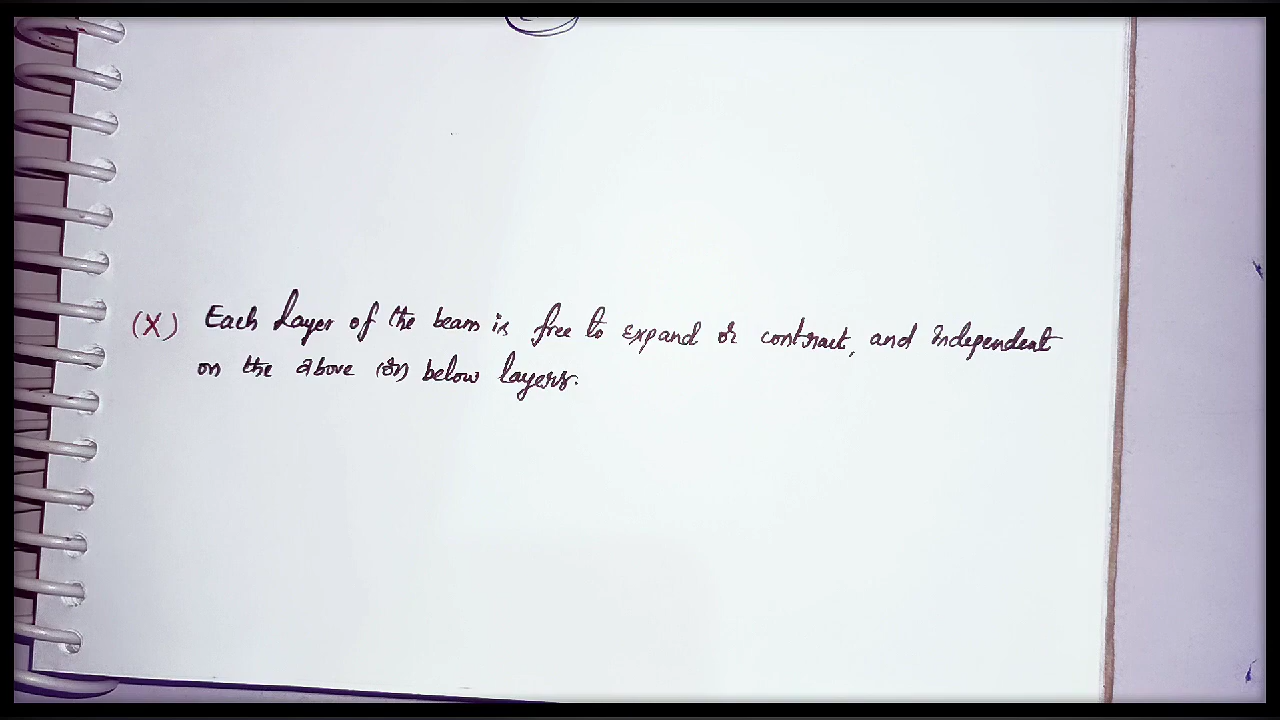 (X) Each layer of the beam is free to expand or contract, and independent
on the above (or) below layers.